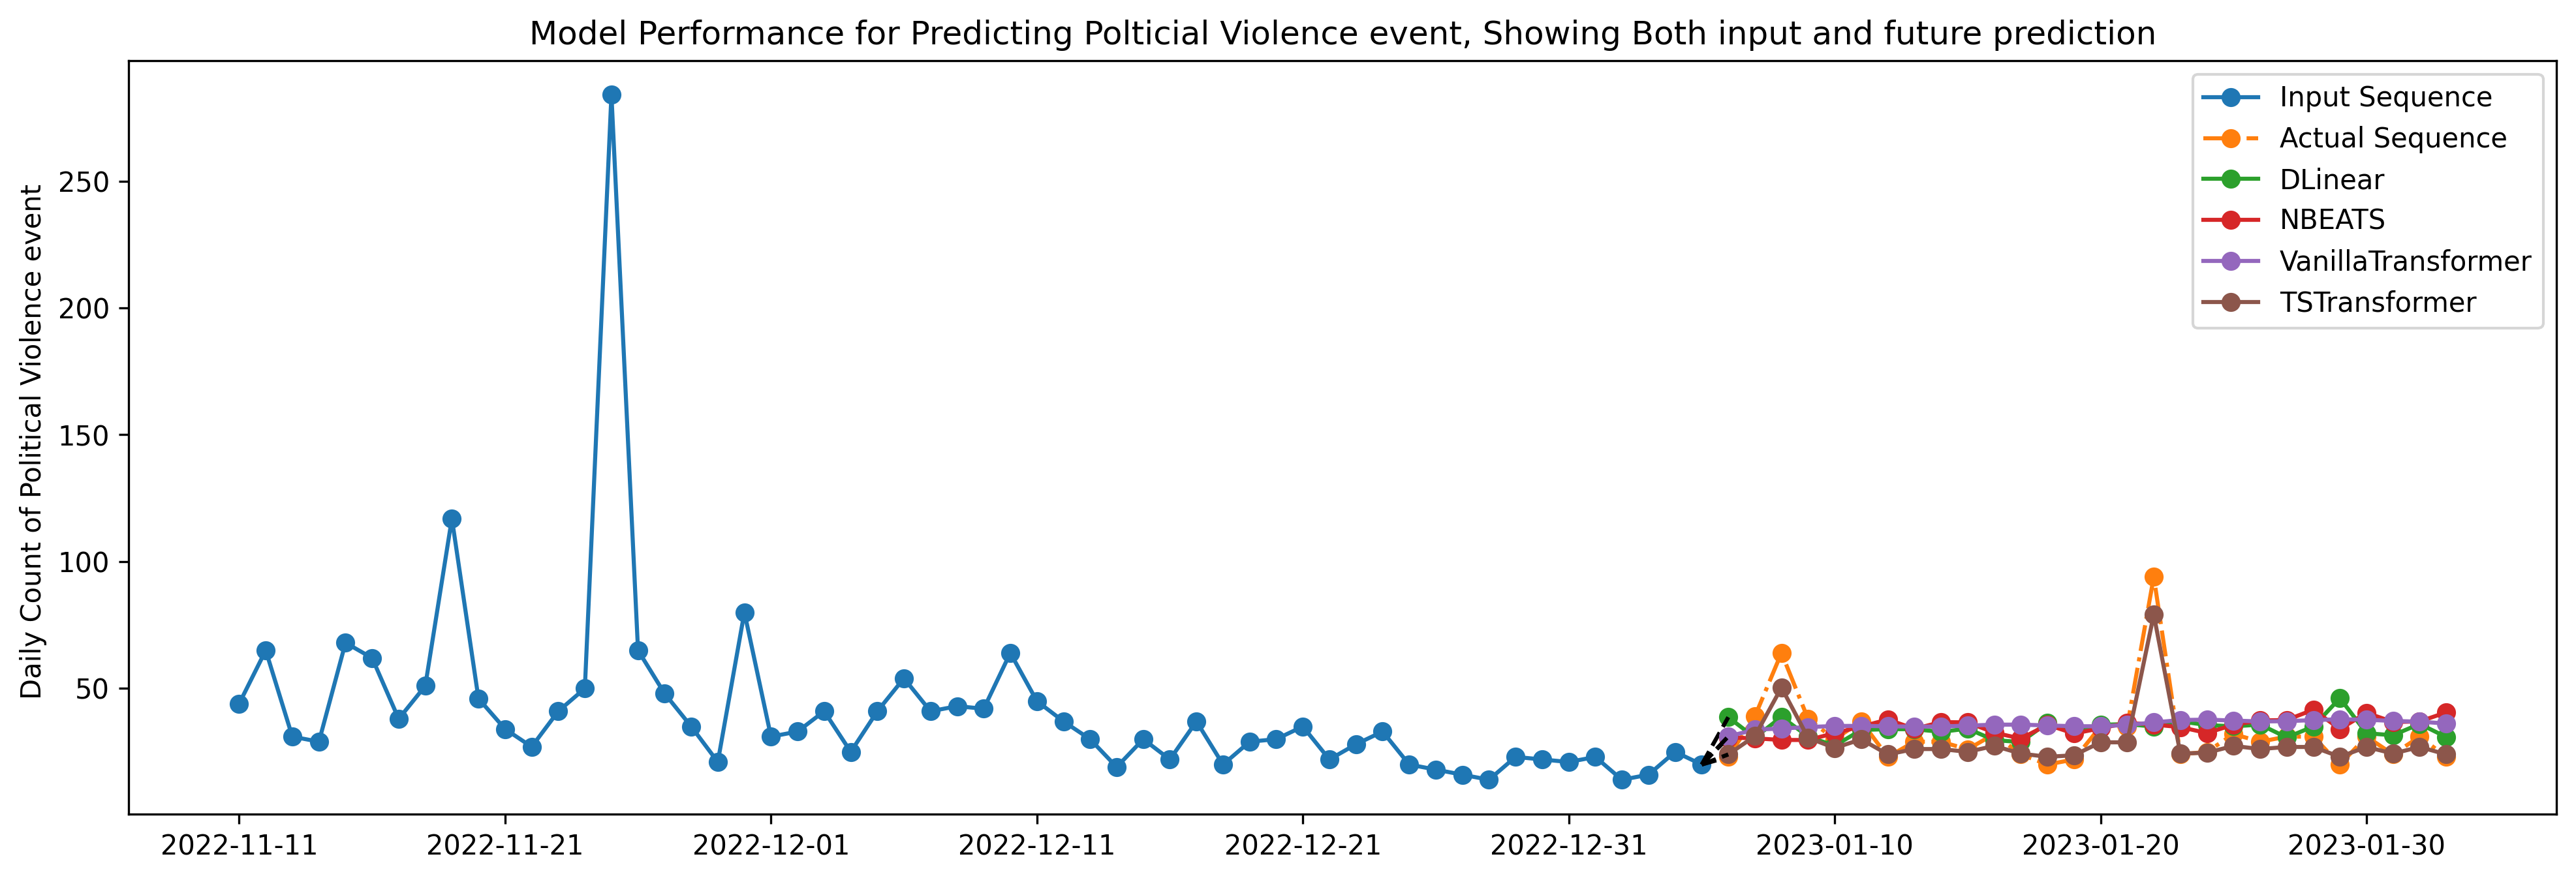 Model Performance for Predicting Polticial Violence event, Showing Both input and future prediction
Daily Count of Political Violence event
250
200
150
100
50
Input Sequence
Actual Sequence
DLinear
NBEATS
VanillaTransformer
TSTransformer
2022-11-11
2022-11-21
2022-12-01
2022-12-11
2022-12-21
2022-12-31
2023-01-10
2023-01-20
2023-01-30